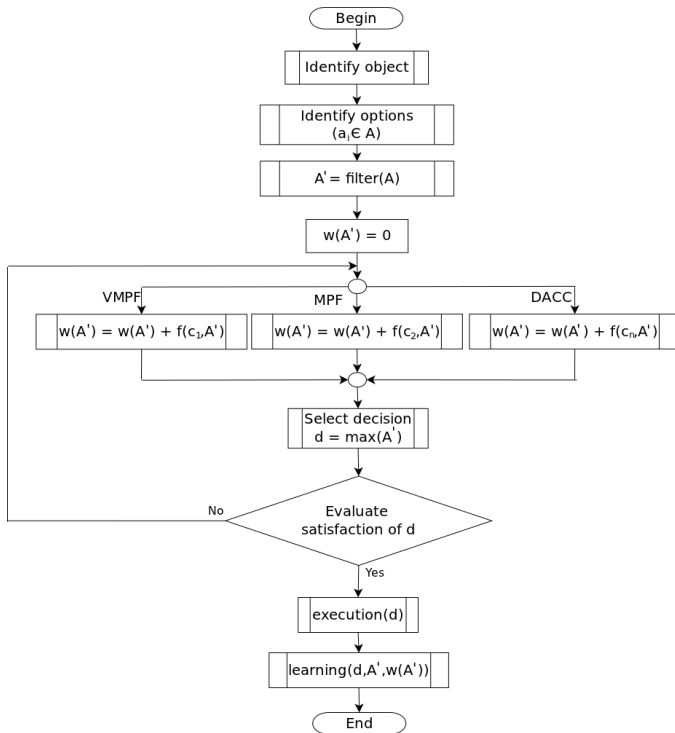 Begin
Identify object
Identify options
(aᵢЄ A)
A'= filter(A)
w(A') = 0
VMPF
MPF
DACC
w(A') = w(A') + f(c₁,A')
w(A') = w(A') + f(c₂,A')
w(A') = w(A') + f(cₙ,A')
Select decision
d = max(A')
No
Evaluate
satisfaction of d
Yes
execution(d)
learning(d,A',w(A'))
End